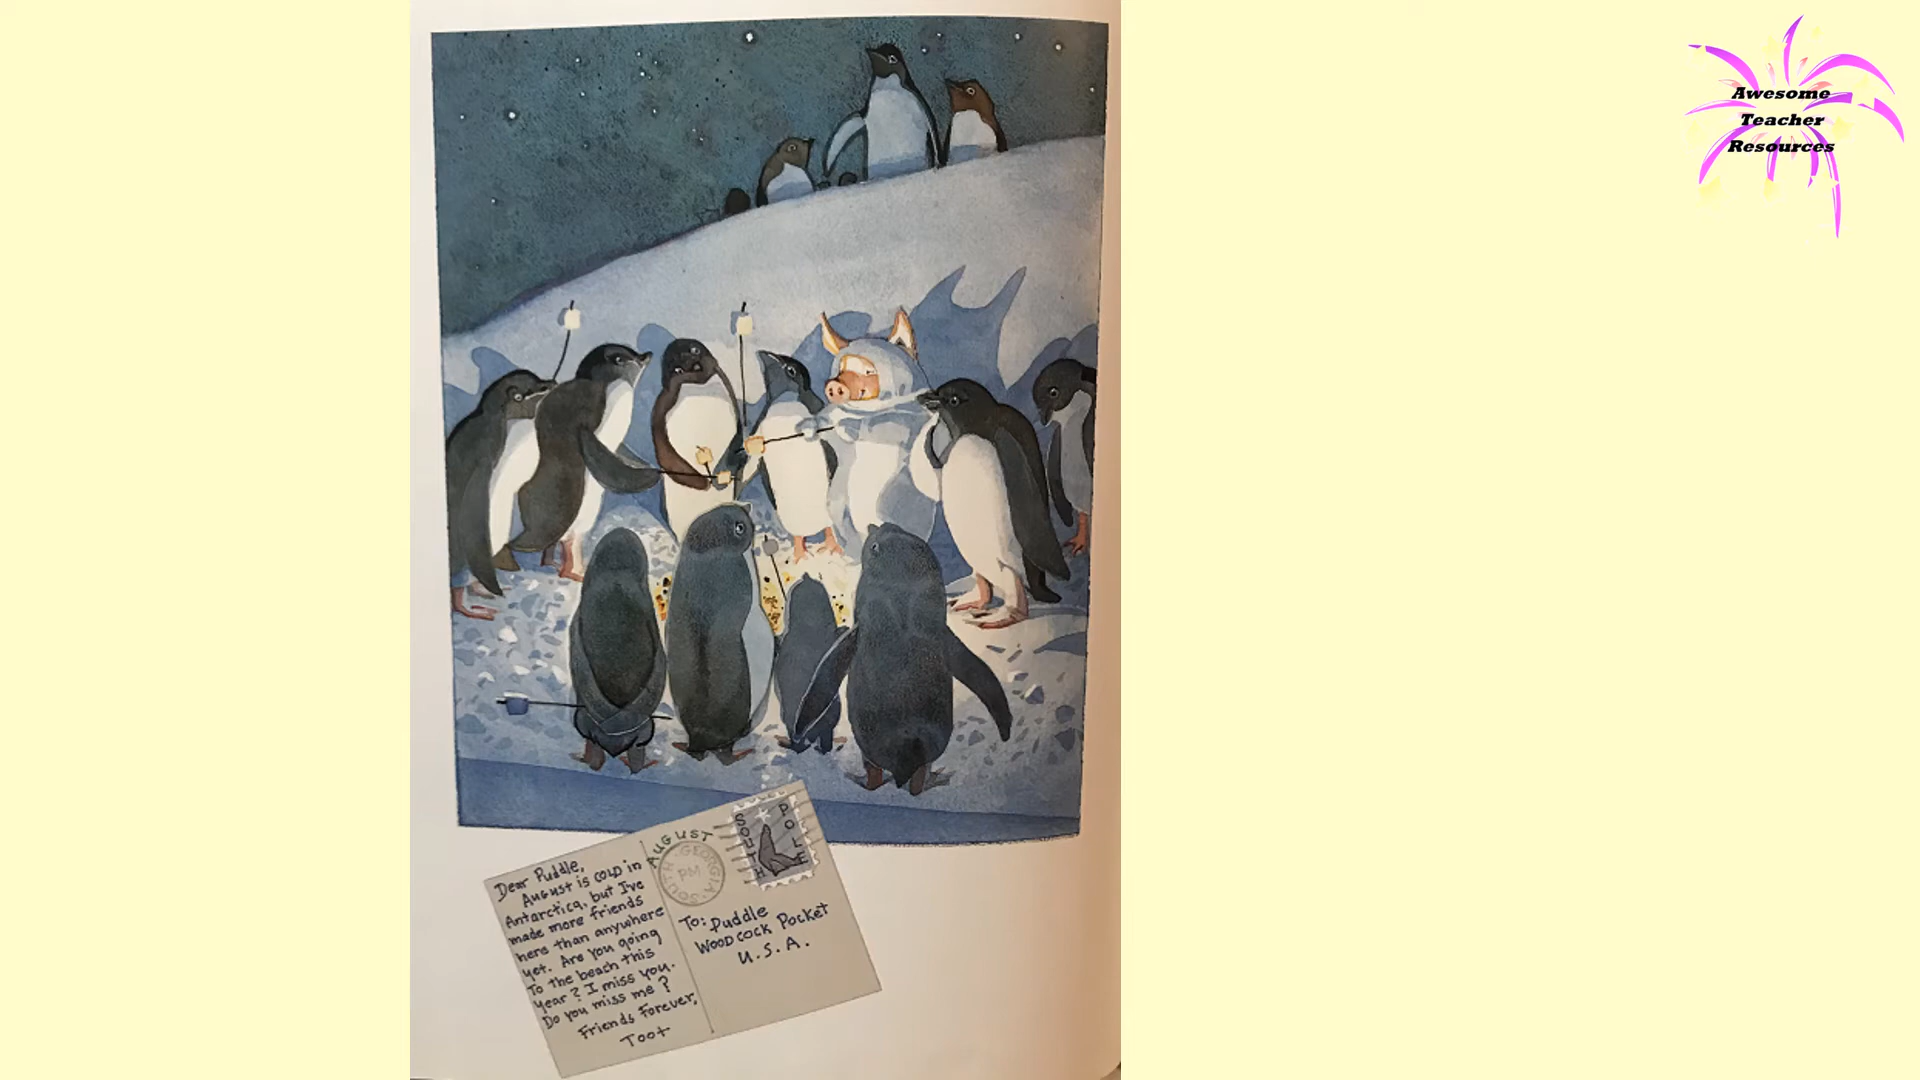 Awesome
Teacher
Resources
SOUTH POLE
AUGUST
SOUTH GEORGIA
PM
Dear Puddle,
August is cold in
Antarctica, but I've
made more friends
here than anywhere
yet. Are you going
to the beach this
year? I miss you.
Do you miss me?
Friends Forever,
Toot
To: Puddle
Woodcock Pocket
U.S.A.